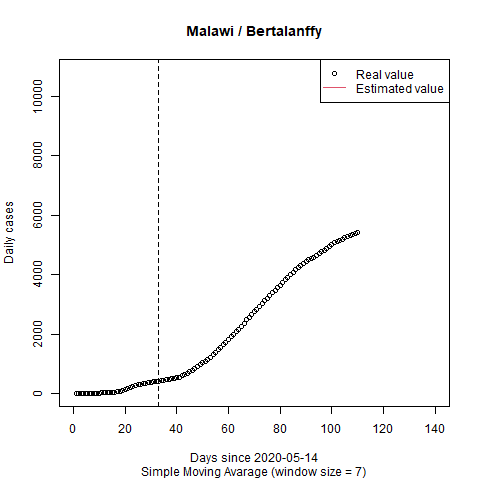 Malawi / Bertalanffy
Real value
Estimated value
Daily cases
10000
8000
6000
4000
2000
0
0 20 40 60 80 100 120 140
Days since 2020-05-14
Simple Moving Avarage (window size = 7)